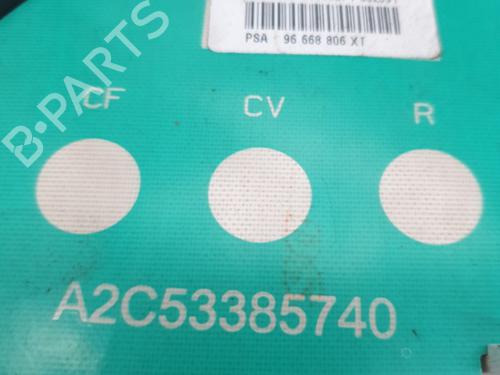 PSA 96 668 806 XT
CF CV R
A2C53385740
B-PARTS